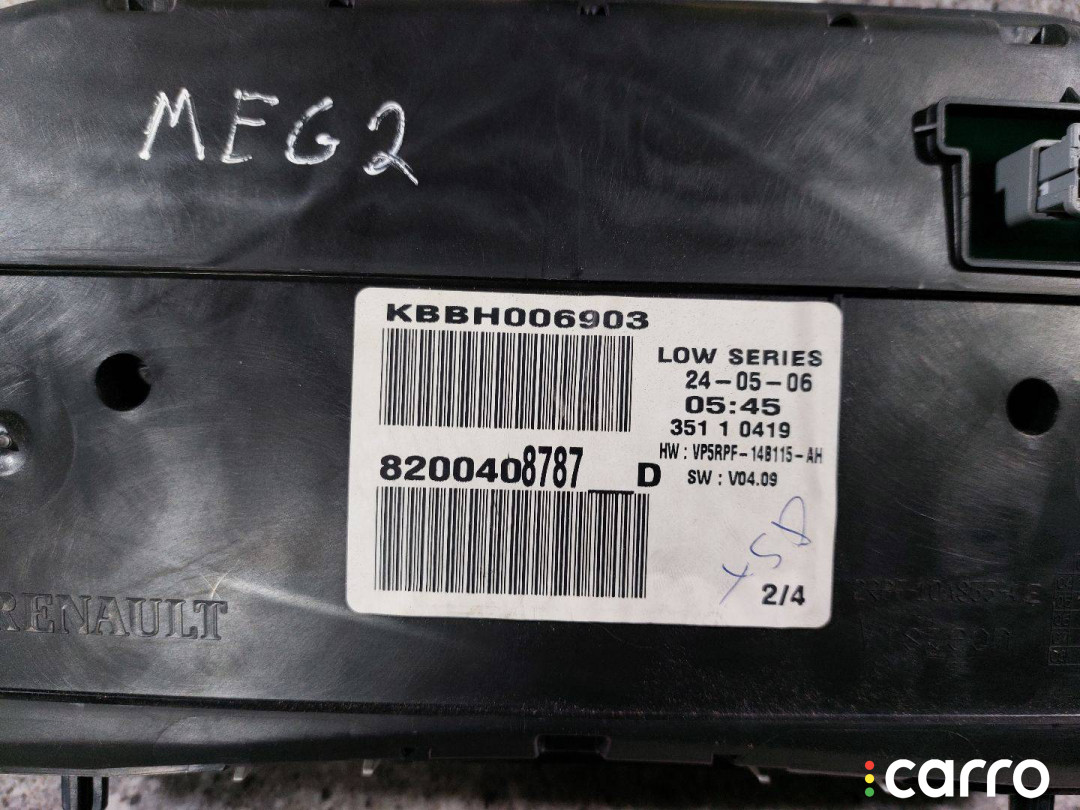 MEG2
KBBH006903
LOW SERIES
24-05-06
05:45
351 1 0419
HW : VP5RPF-14B115-AH
8200408787__D
SW : V04.09
2/4
RENAULT
carro